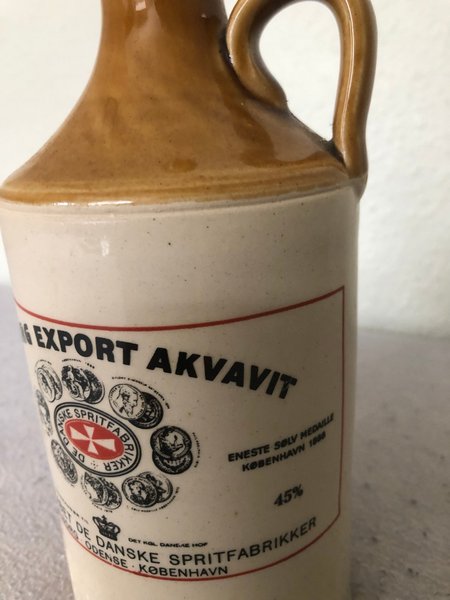 EXPORT AKVAVIT
DE DANSKE SPRITFABRIKKER
ENESTE SØLV MEDAILLE
KØBENHAVN 1888
45%
DET KGL. DANSKE HOF
DE DANSKE SPRITFABRIKKER
ODENSE · KØBENHAVN